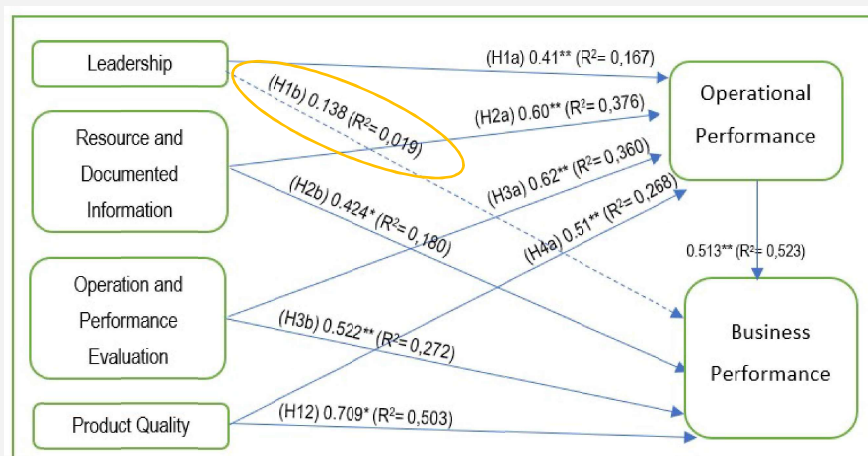 Leadership
(H1a) 0.41** (R²= 0,167)
Operational
Performance
(H1b) 0.138 (R²= 0,019)
Resource and
Documented
Information
(H2a) 0.60** (R²= 0,376)
(H3a) 0.62** (R²= 0,360)
(H2b) 0.424* (R²= 0,180)
(H4a) 0.51** (R²= 0,268)
0.513** (R²= 0,523)
Operation and
Performance
Evaluation
(H3b) 0.522** (R²= 0,272)
Business
Performance
Product Quality
(H12) 0.709* (R²= 0,503)